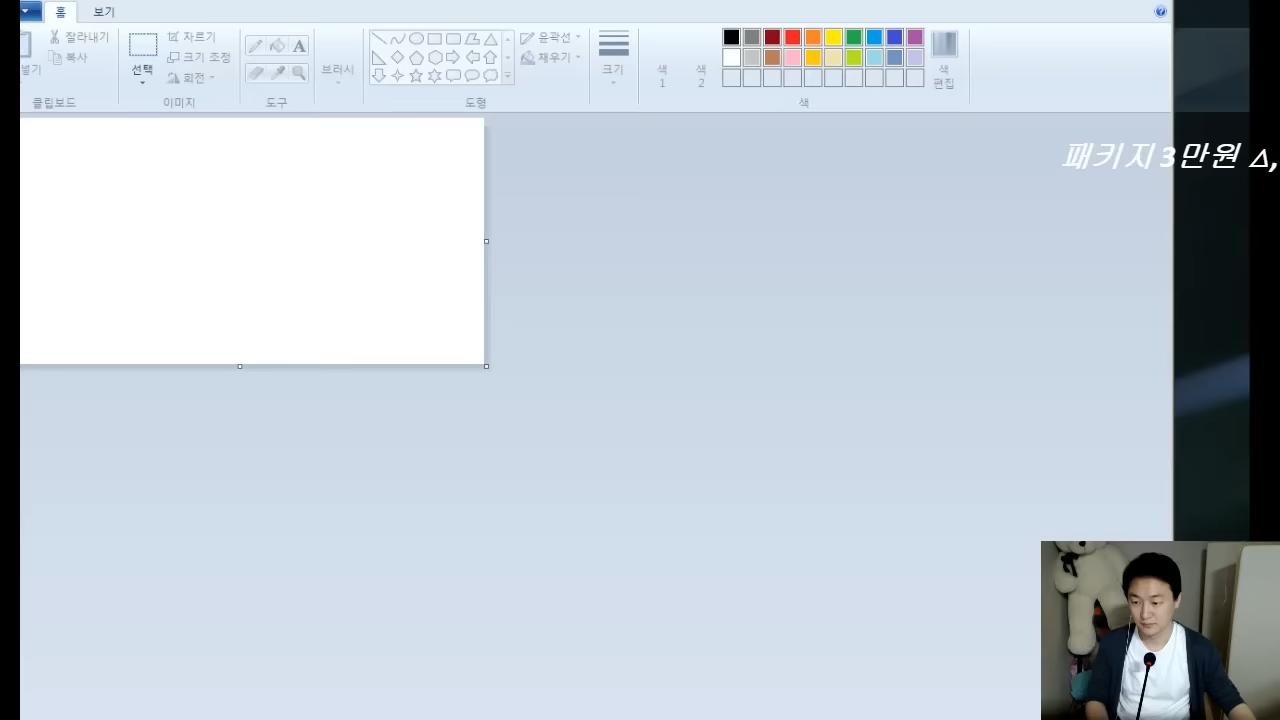 홈 보기
잘라내기 자르기 윤곽선
복사 크기 조정 채우기
선택 회전 브러시 크기 색 1 색 2 색 편집
클립보드 이미지 도구 도형 색
패키지 3만원 △,